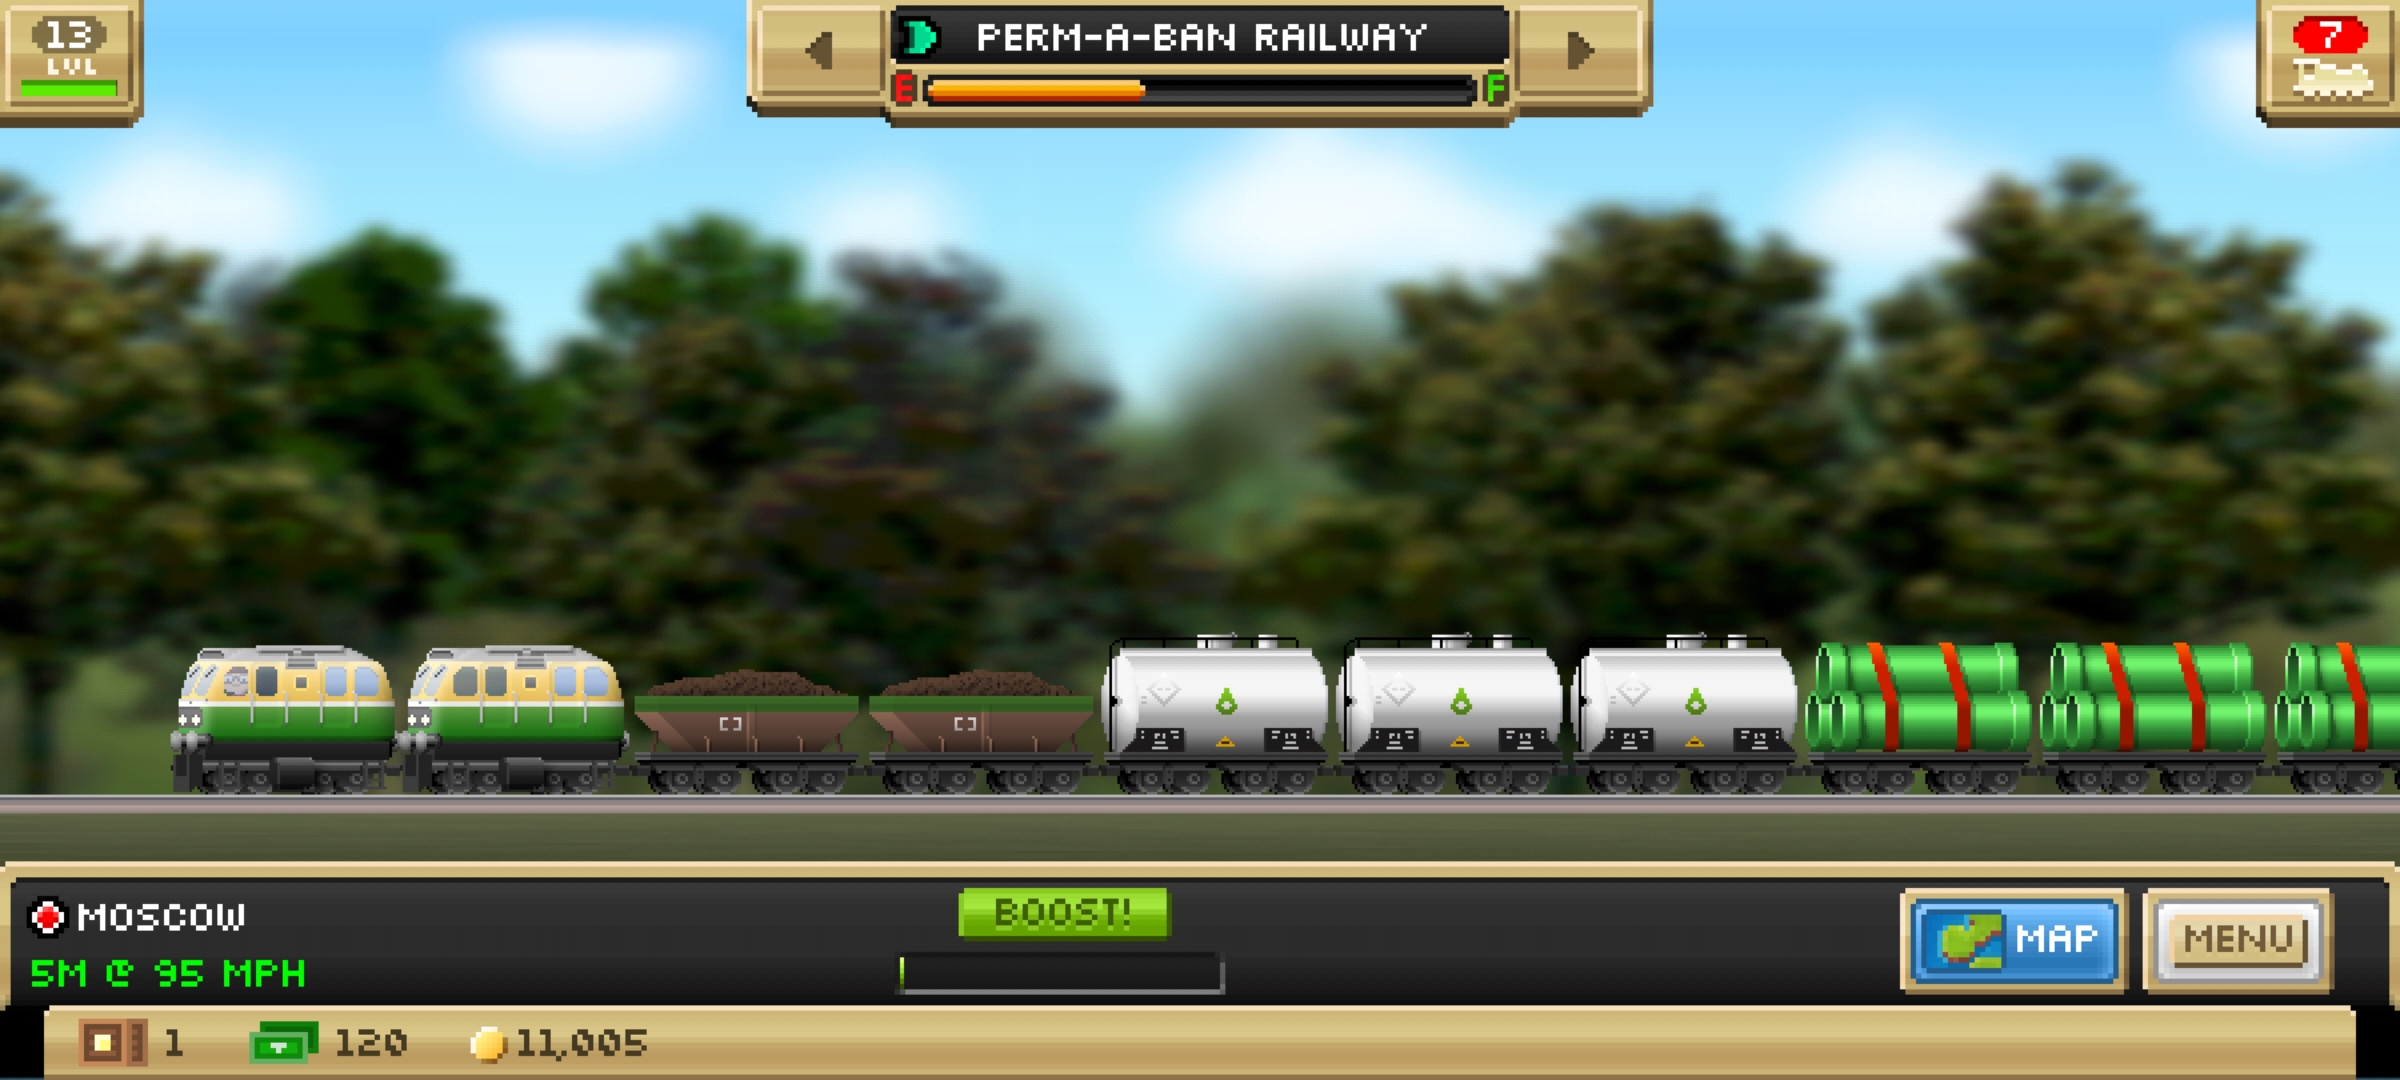 13
LVL
PERM-A-BAN RAILWAY
E F
7
MOSCOW
5M @ 95 MPH
BOOST!
MAP
MENU
1
120
11,005